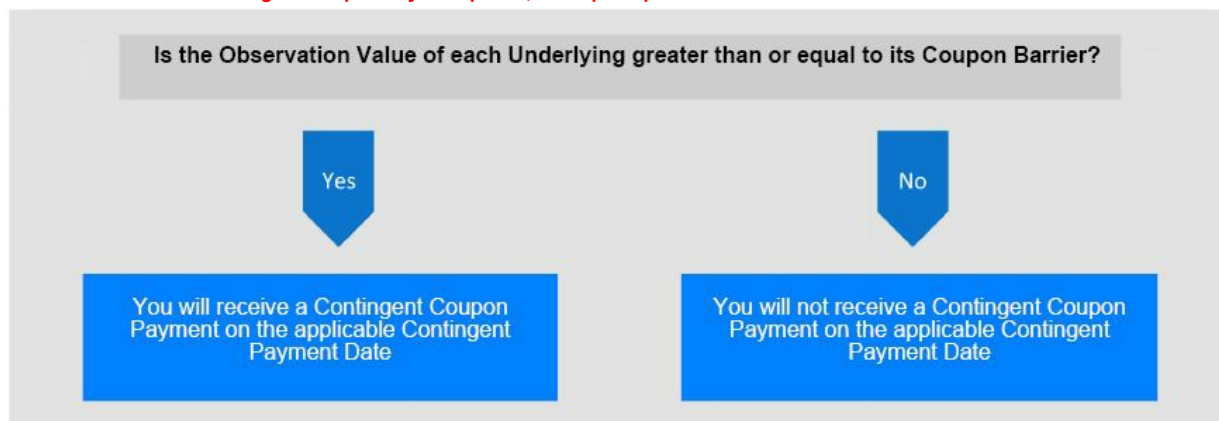 Is the Observation Value of each Underlying greater than or equal to its Coupon Barrier?
Yes
No
You will receive a Contingent Coupon
Payment on the applicable Contingent
Payment Date
You will not receive a Contingent Coupon
Payment on the applicable Contingent
Payment Date